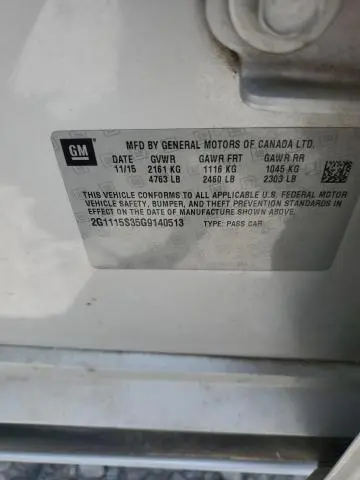 GM
MFD BY GENERAL MOTORS OF CANADA LTD.
DATE GVWR GAWR FRT GAWR RR
11/15 2161 KG 1116 KG 1045 KG
4763 LB 2460 LB 2303 LB
THIS VEHICLE CONFORMS TO ALL APPLICABLE U.S. FEDERAL MOTOR
VEHICLE SAFETY, BUMPER, AND THEFT PREVENTION STANDARDS IN
EFFECT ON THE DATE OF MANUFACTURE SHOWN ABOVE.
2G1115S35G9140513 TYPE: PASS CAR